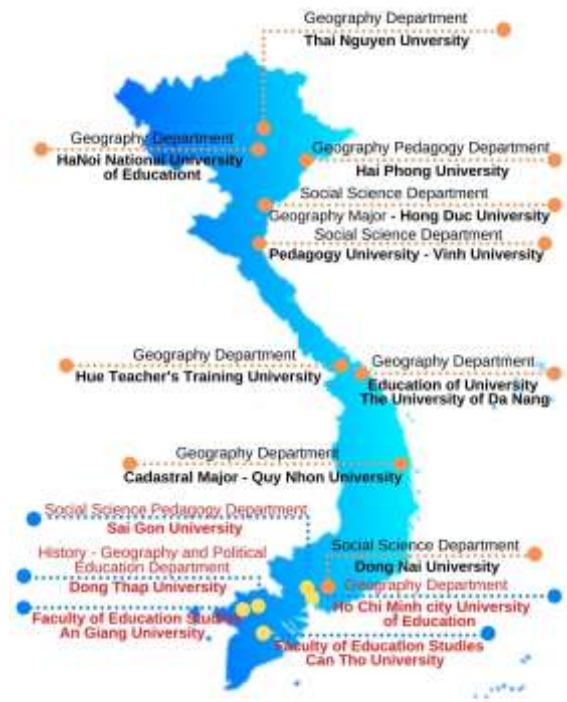 Geography Department
Thai Nguyen Unversity
Geography Department
HaNoi National University
of Educationt
Geography Pedagogy Department
Hai Phong University
Social Science Department
Geography Major - Hong Duc University
Social Science Department
Pedagogy University - Vinh University
Geography Department
Hue Teacher's Training University
Geography Department
Education of University
The University of Da Nang
Geography Department
Cadastral Major - Quy Nhon University
Social Science Pedagogy Department
Sai Gon University
History - Geography and Political
Education Department
Dong Thap University
Social Science Department
Dong Nai University
Geography Department
Ho Chi Minh city University
of Education
Faculty of Education Studies
An Giang University
Faculty of Education Studies
Can Tho University